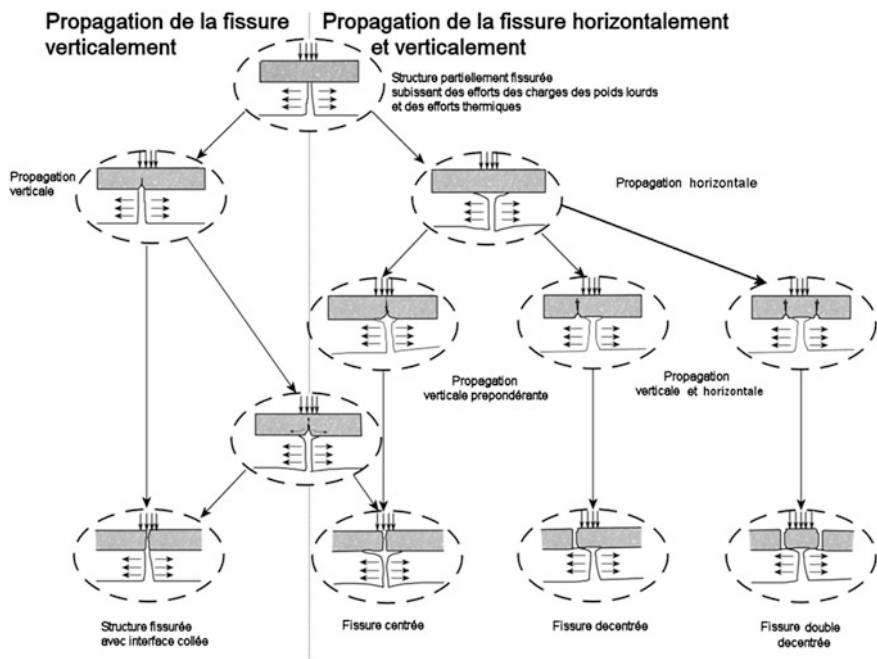 Propagation de la fissure
verticalement
Propagation de la fissure horizontalement
et verticalement
Structure partiellement fissurée
subissant des efforts des charges des poids lourds
et des efforts thermiques
Propagation
verticale
Propagation horizontale
Propagation
verticale prepondérante
Propagation
verticale et horizontale
Structure fissurée
avec interface collée
Fissure centrée
Fissure decentrée
Fissure double
decentrée